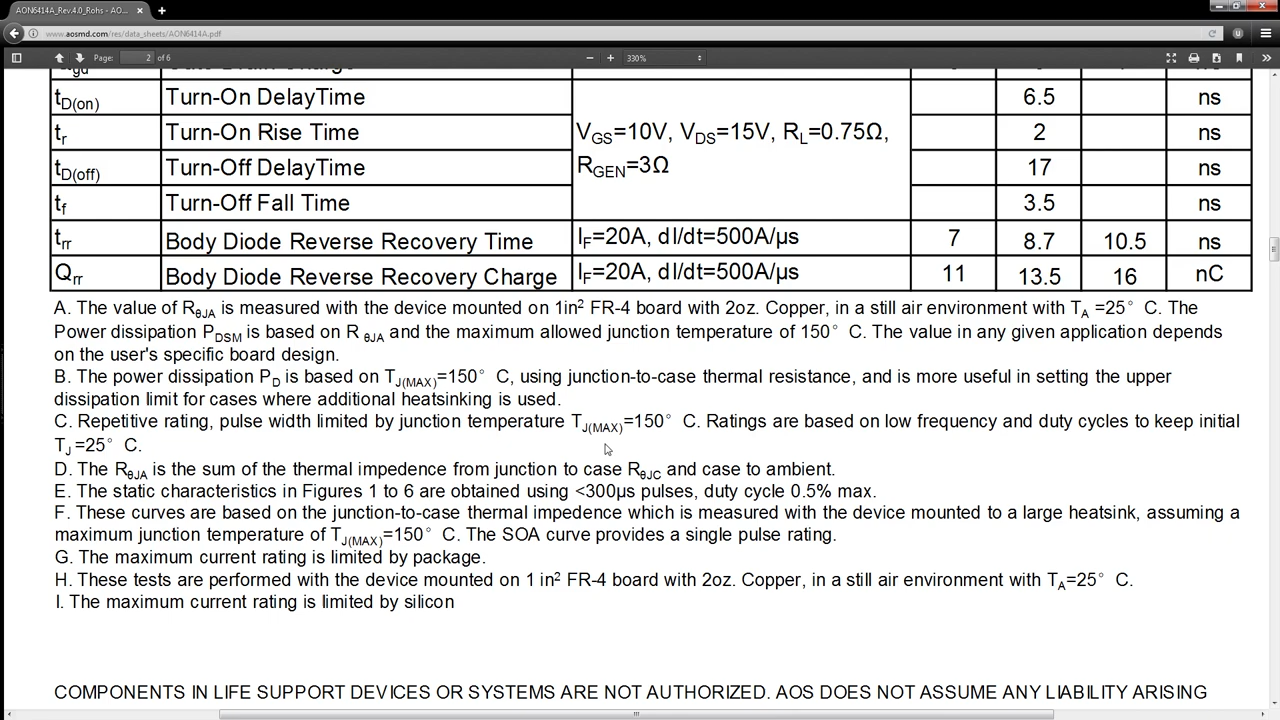 AON6414A_Rev.4.0_Rohs - AO...
www.aosmd.com/res/data_sheets/AON6414A.pdf
Page: 2 of 6 330%
tD(on) Turn-On DelayTime 6.5 ns
tr Turn-On Rise Time VGS=10V, VDS=15V, RL=0.75Ω, 2 ns
tD(off) Turn-Off DelayTime RGEN=3Ω 17 ns
tf Turn-Off Fall Time 3.5 ns
trr Body Diode Reverse Recovery Time IF=20A, dI/dt=500A/µs 7 8.7 10.5 ns
Qrr Body Diode Reverse Recovery Charge IF=20A, dI/dt=500A/µs 11 13.5 16 nC
A. The value of RθJA is measured with the device mounted on 1in² FR-4 board with 2oz. Copper, in a still air environment with TA =25° C. The
Power dissipation PDSM is based on R θJA and the maximum allowed junction temperature of 150° C. The value in any given application depends
on the user's specific board design.
B. The power dissipation PD is based on TJ(MAX)=150° C, using junction-to-case thermal resistance, and is more useful in setting the upper
dissipation limit for cases where additional heatsinking is used.
C. Repetitive rating, pulse width limited by junction temperature TJ(MAX)=150° C. Ratings are based on low frequency and duty cycles to keep initial
TJ =25° C.
D. The RθJA is the sum of the thermal impedence from junction to case RθJC and case to ambient.
E. The static characteristics in Figures 1 to 6 are obtained using <300µs pulses, duty cycle 0.5% max.
F. These curves are based on the junction-to-case thermal impedence which is measured with the device mounted to a large heatsink, assuming a
maximum junction temperature of TJ(MAX)=150° C. The SOA curve provides a single pulse rating.
G. The maximum current rating is limited by package.
H. These tests are performed with the device mounted on 1 in² FR-4 board with 2oz. Copper, in a still air environment with TA=25° C.
I. The maximum current rating is limited by silicon
COMPONENTS IN LIFE SUPPORT DEVICES OR SYSTEMS ARE NOT AUTHORIZED. AOS DOES NOT ASSUME ANY LIABILITY ARISING